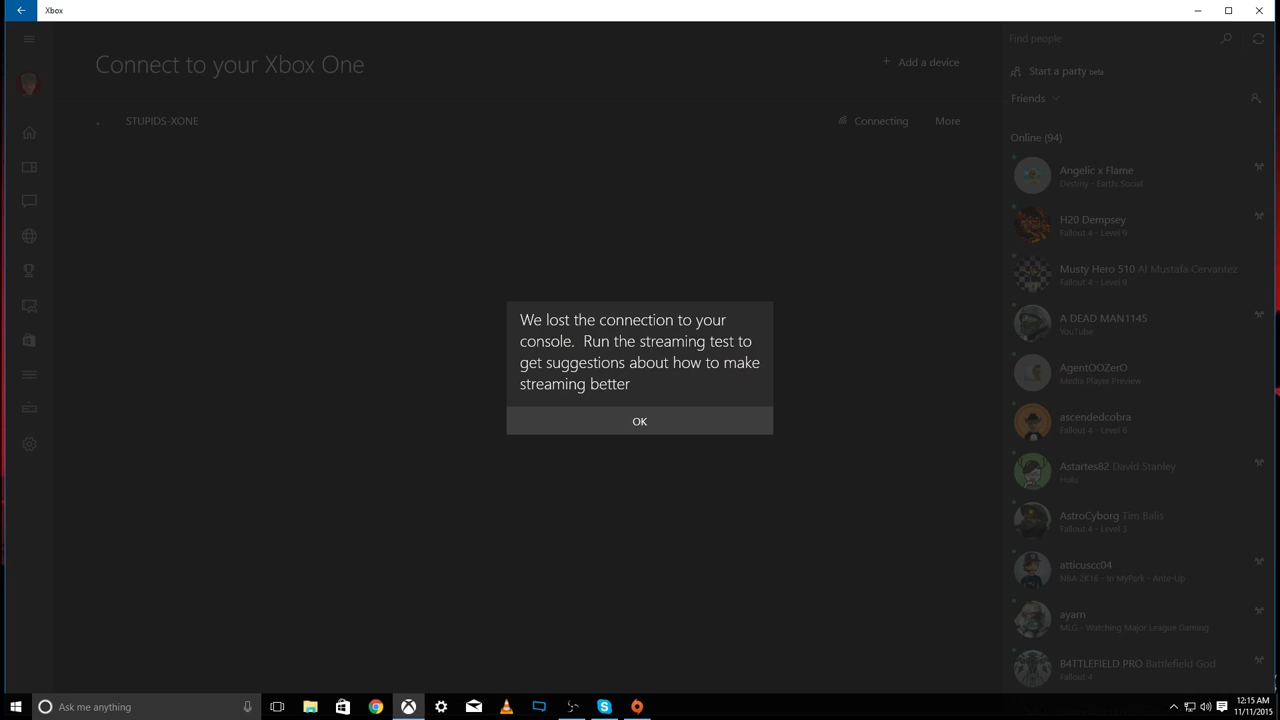 Xbox
Connect to your Xbox One
+ Add a device
STUPIDS-XONE
Connecting
More
We lost the connection to your
console. Run the streaming test to
get suggestions about how to make
streaming better
OK
Find people
Start a party beta
Friends
Online (94)
Angelic x Flame
Destiny - Earth: Social
H20 Dempsey
Fallout 4 - Level 9
Musty Hero 510 Al Mustafa Cervantez
Fallout 4 - Level 9
A DEAD MAN1145
YouTube
AgentOOZerO
Media Player Preview
ascendedcobra
Fallout 4 - Level 6
Astartes82 David Stanley
Hulu
AstroCyborg Tim Balis
Fallout 4 - Level 3
atticuscc04
NBA 2K16 - In MyPark - Ante-Up
ayarn
MLG - Watching Major League Gaming
B4TTLEFIELD PRO Battlefield God
Fallout 4
Ask me anything
12:15 AM
11/11/2015